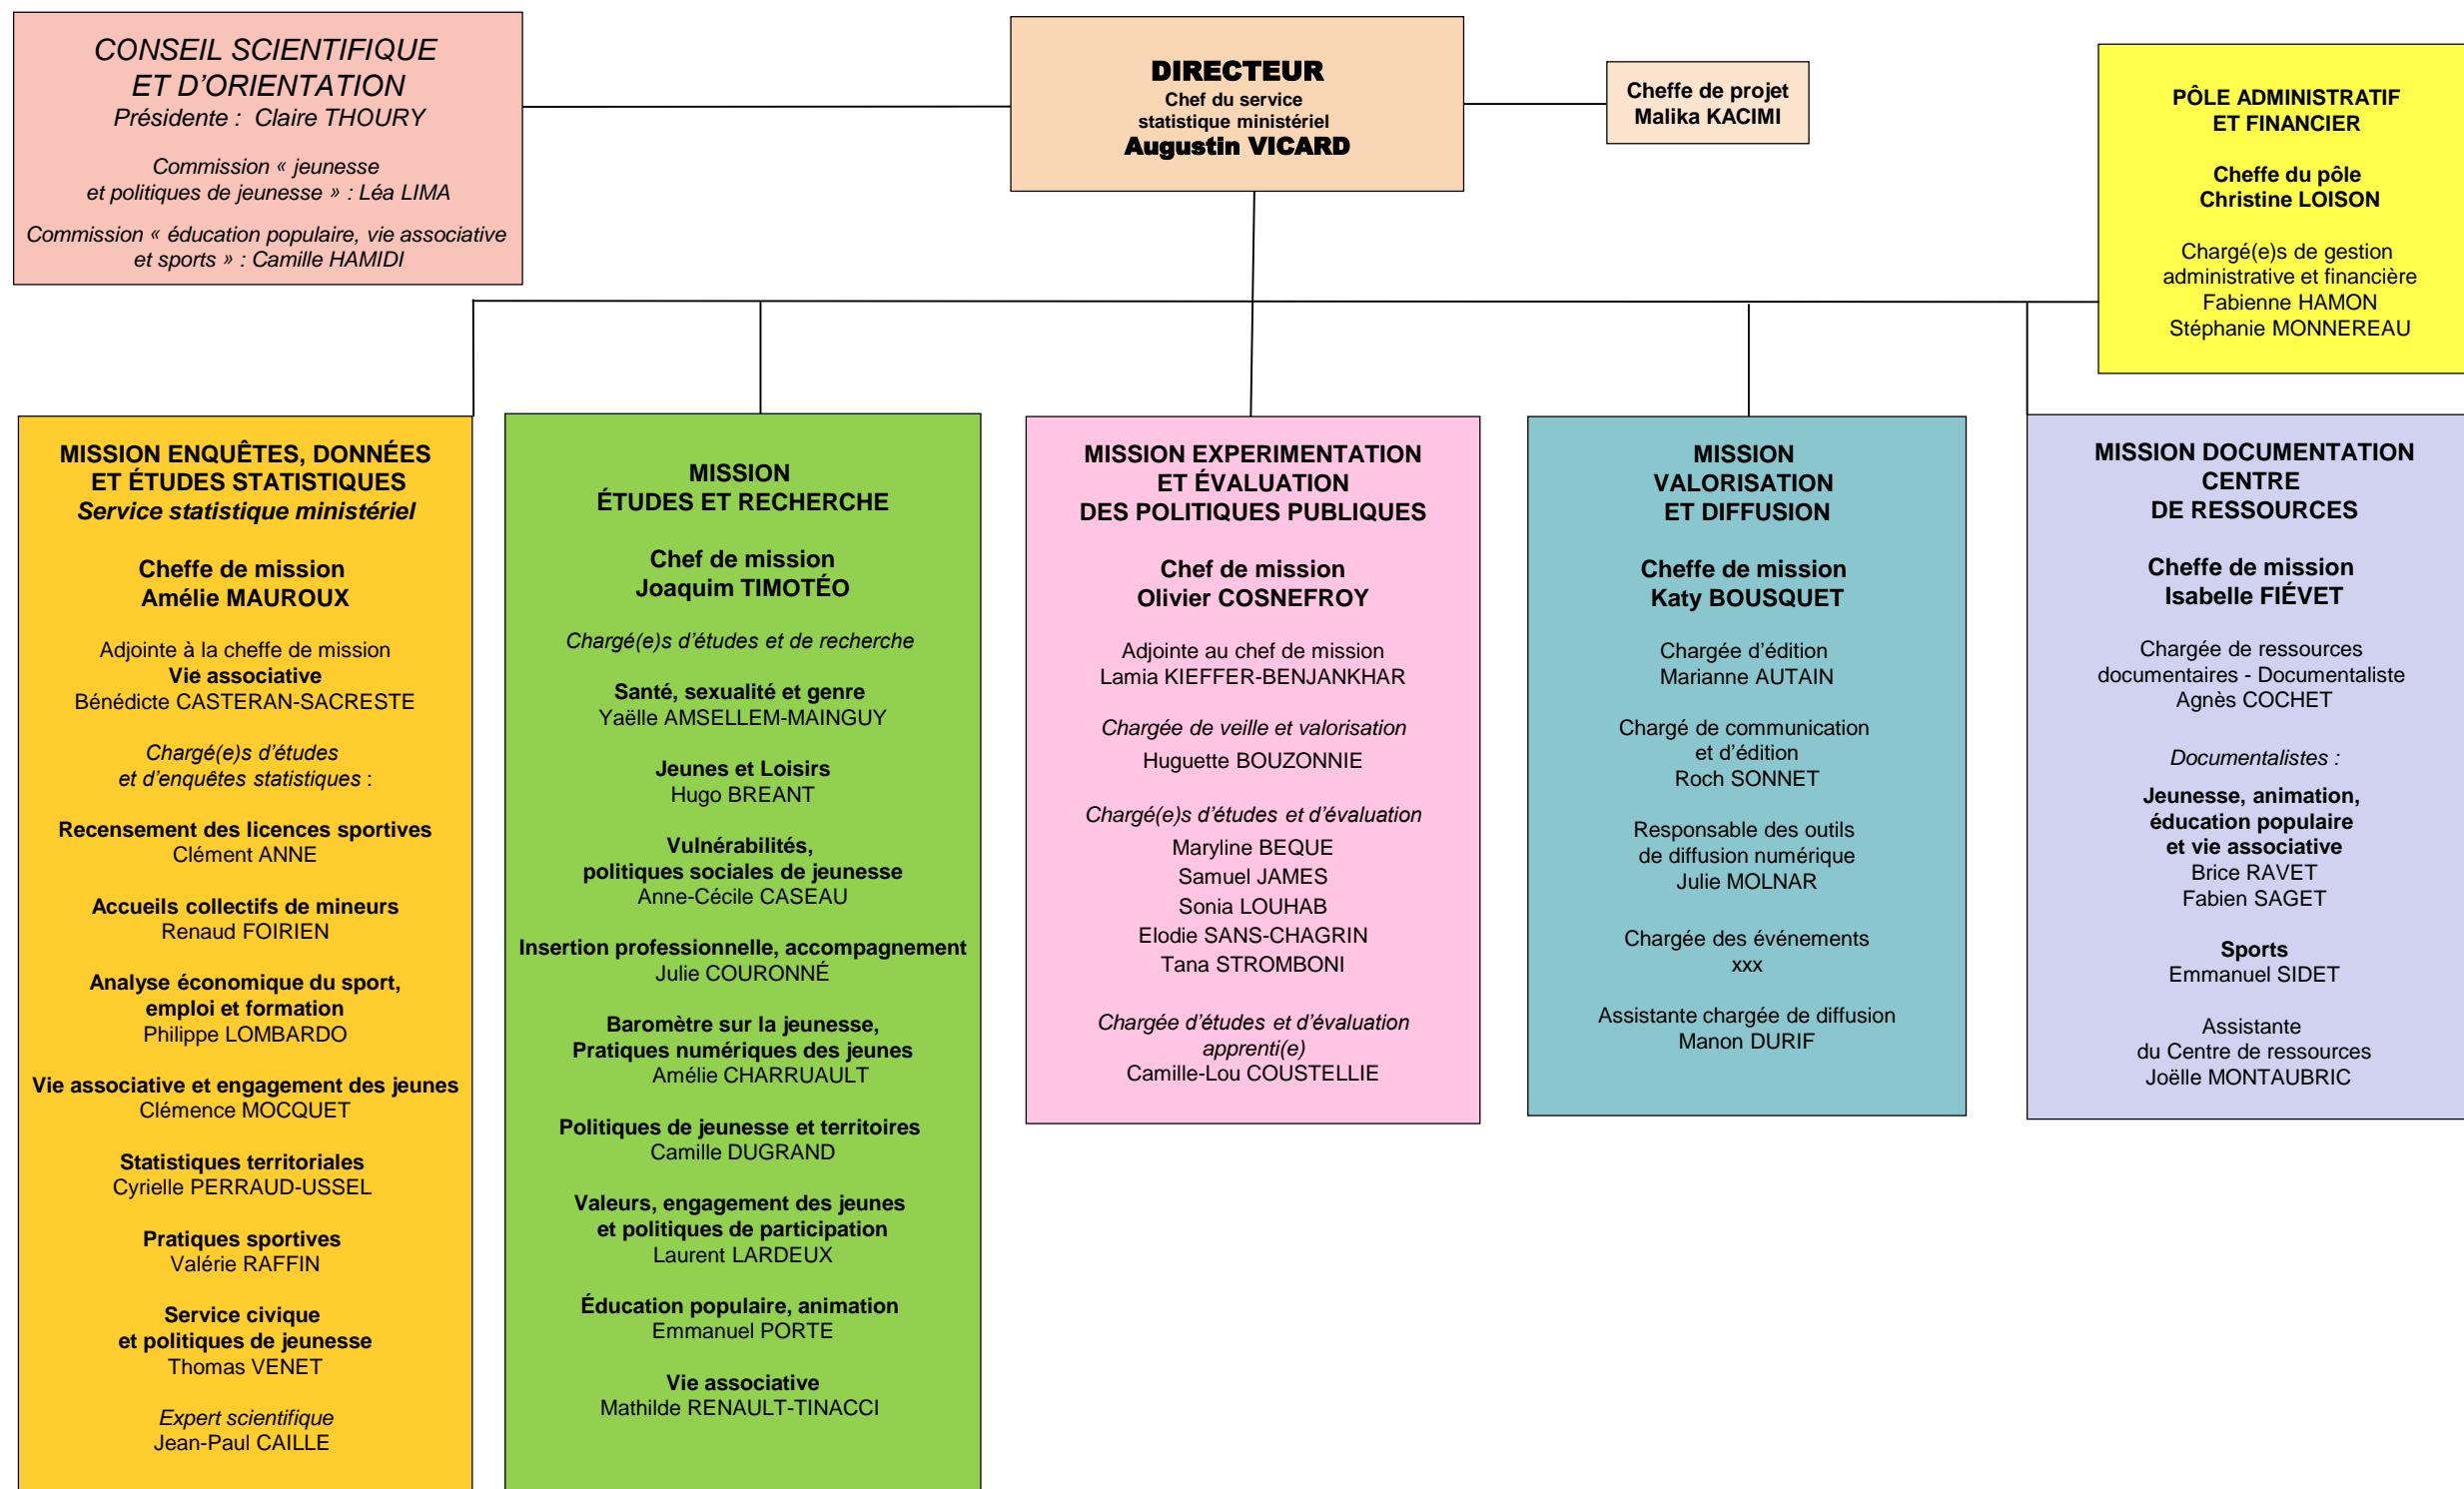 CONSEIL SCIENTIFIQUE
ET D'ORIENTATION
Présidente : Claire THOURY
Commission « jeunesse
et politiques de jeunesse » : Léa LIMA
Commission « éducation populaire, vie associative
et sports » : Camille HAMIDI
DIRECTEUR
Chef du service
statistique ministériel
Augustin VICARD
Cheffe de projet
Malika KACIMI
PÔLE ADMINISTRATIF
ET FINANCIER
Cheffe du pôle
Christine LOISON
Chargé(e)s de gestion
administrative et financière
Fabienne HAMON
Stéphanie MONNEREAU
MISSION ENQUÊTES, DONNÉES
ET ÉTUDES STATISTIQUES
Service statistique ministériel
Cheffe de mission
Amélie MAUROUX
Adjointe à la cheffe de mission
Vie associative
Bénédicte CASTERAN-SACRESTE
Chargé(e)s d'études
et d'enquêtes statistiques :
Recensement des licences sportives
Clément ANNE
Accueils collectifs de mineurs
Renaud FOIRIEN
Analyse économique du sport,
emploi et formation
Philippe LOMBARDO
Vie associative et engagement des jeunes
Clémence MOCQUET
Statistiques territoriales
Cyrielle PERRAUD-USSEL
Pratiques sportives
Valérie RAFFIN
Service civique
et politiques de jeunesse
Thomas VENET
Expert scientifique
Jean-Paul CAILLE
MISSION
ÉTUDES ET RECHERCHE
Chef de mission
Joaquim TIMOTÉO
Chargé(e)s d'études et de recherche
Santé, sexualité et genre
Yaëlle AMSELLEM-MAINGUY
Jeunes et Loisirs
Hugo BREANT
Vulnérabilités,
politiques sociales de jeunesse
Anne-Cécile CASEAU
Insertion professionnelle, accompagnement
Julie COURONNÉ
Baromètre sur la jeunesse,
Pratiques numériques des jeunes
Amélie CHARRUAULT
Politiques de jeunesse et territoires
Camille DUGRAND
Valeurs, engagement des jeunes
et politiques de participation
Laurent LARDEUX
Éducation populaire, animation
Emmanuel PORTE
Vie associative
Mathilde RENAULT-TINACCI
MISSION EXPERIMENTATION
ET ÉVALUATION
DES POLITIQUES PUBLIQUES
Chef de mission
Olivier COSNEFROY
Adjointe au chef de mission
Lamia KIEFFER-BENJANKHAR
Chargée de veille et valorisation
Huguette BOUZONNIE
Chargé(e)s d'études et d'évaluation
Maryline BEQUE
Samuel JAMES
Sonia LOUHAB
Elodie SANS-CHAGRIN
Tana STROMBONI
Chargée d'études et d'évaluation
apprenti(e)
Camille-Lou COUSTELLIE
MISSION
VALORISATION
ET DIFFUSION
Cheffe de mission
Katy BOUSQUET
Chargée d'édition
Marianne AUTAIN
Chargé de communication
et d'édition
Roch SONNET
Responsable des outils
de diffusion numérique
Julie MOLNAR
Chargée des événements
xxx
Assistante chargée de diffusion
Manon DURIF
MISSION DOCUMENTATION
CENTRE
DE RESSOURCES
Cheffe de mission
Isabelle FIÉVET
Chargée de ressources
documentaires - Documentaliste
Agnès COCHET
Documentalistes :
Jeunesse, animation,
éducation populaire
et vie associative
Brice RAVET
Fabien SAGET
Sports
Emmanuel SIDET
Assistante
du Centre de ressources
Joëlle MONTAUBRIC